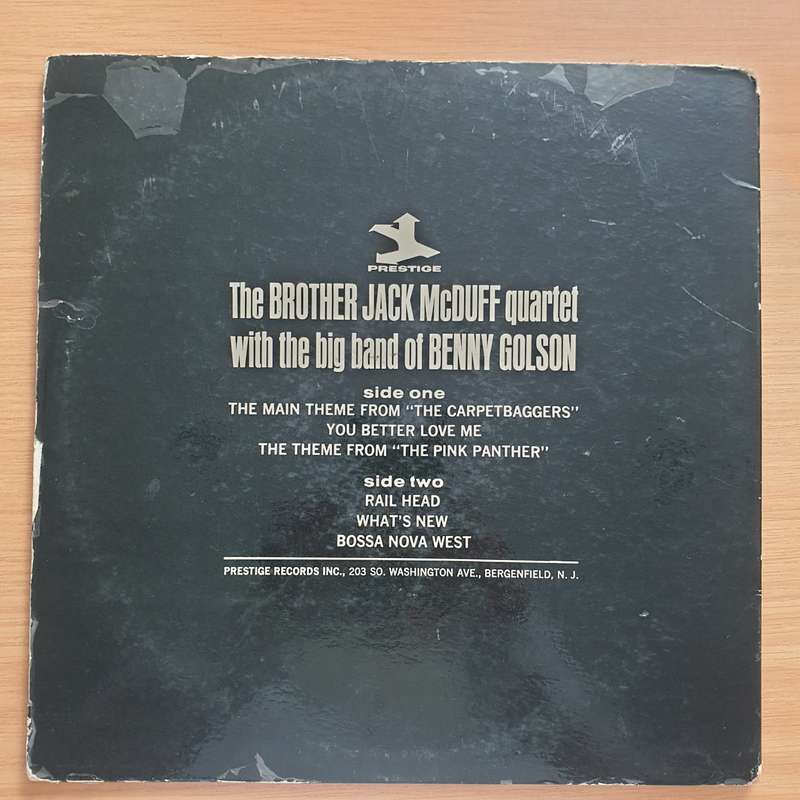 PRESTIGE
The BROTHER JACK McDUFF quartet
with the big band of BENNY GOLSON
side one
THE MAIN THEME FROM "THE CARPETBAGGERS"
YOU BETTER LOVE ME
THE THEME FROM "THE PINK PANTHER"
side two
RAIL HEAD
WHAT'S NEW
BOSSA NOVA WEST
PRESTIGE RECORDS INC., 203 SO. WASHINGTON AVE., BERGENFIELD, N. J.